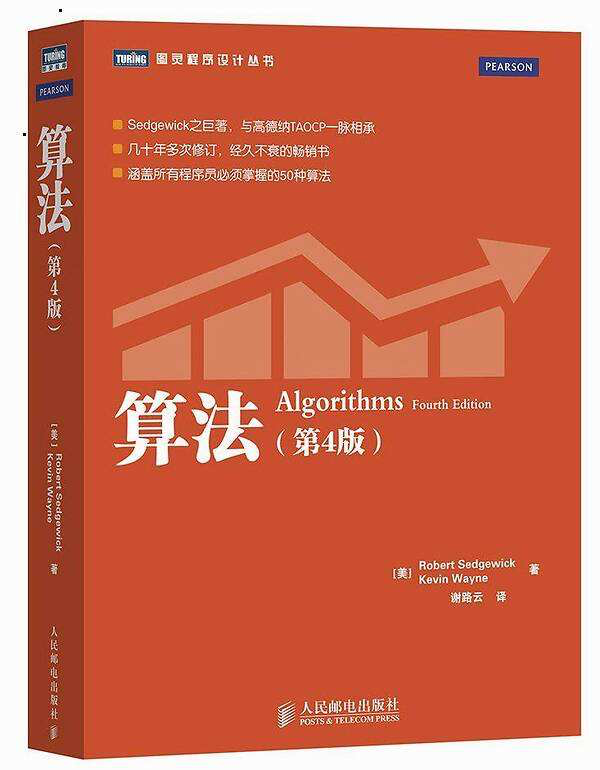 TURING
图灵教育
PEARSON
算法
(第4版)
[美] Robert Sedgewick
Kevin Wayne 著
人民邮电出版社
TURING 图灵程序设计丛书
PEARSON
Sedgewick之巨著,与高德纳TAOCP一脉相承
几十年多次修订,经久不衰的畅销书
涵盖所有程序员必须掌握的50种算法
算法 Algorithms Fourth Edition
(第4版)
[美] Robert Sedgewick
Kevin Wayne 著
谢路云 译
人民邮电出版社
POSTS & TELECOM PRESS